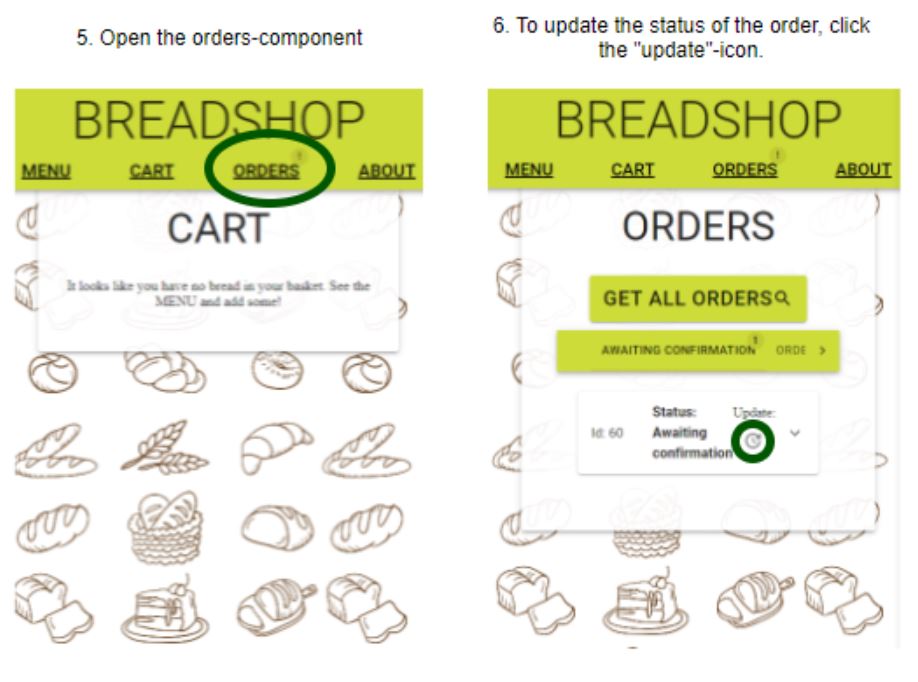 5. Open the orders-component
BREADSHOP
MENU CART ORDERS 1 ABOUT
CART
It looks like you have no bread in your basket. See the
MENU and add some!
6. To update the status of the order, click
the "update"-icon.
BREADSHOP
MENU CART ORDERS 1 ABOUT
ORDERS
GET ALL ORDERS
AWAITING CONFIRMATION 1 ORDE
Id: 60
Status:
Awaiting
confirmation
Update: